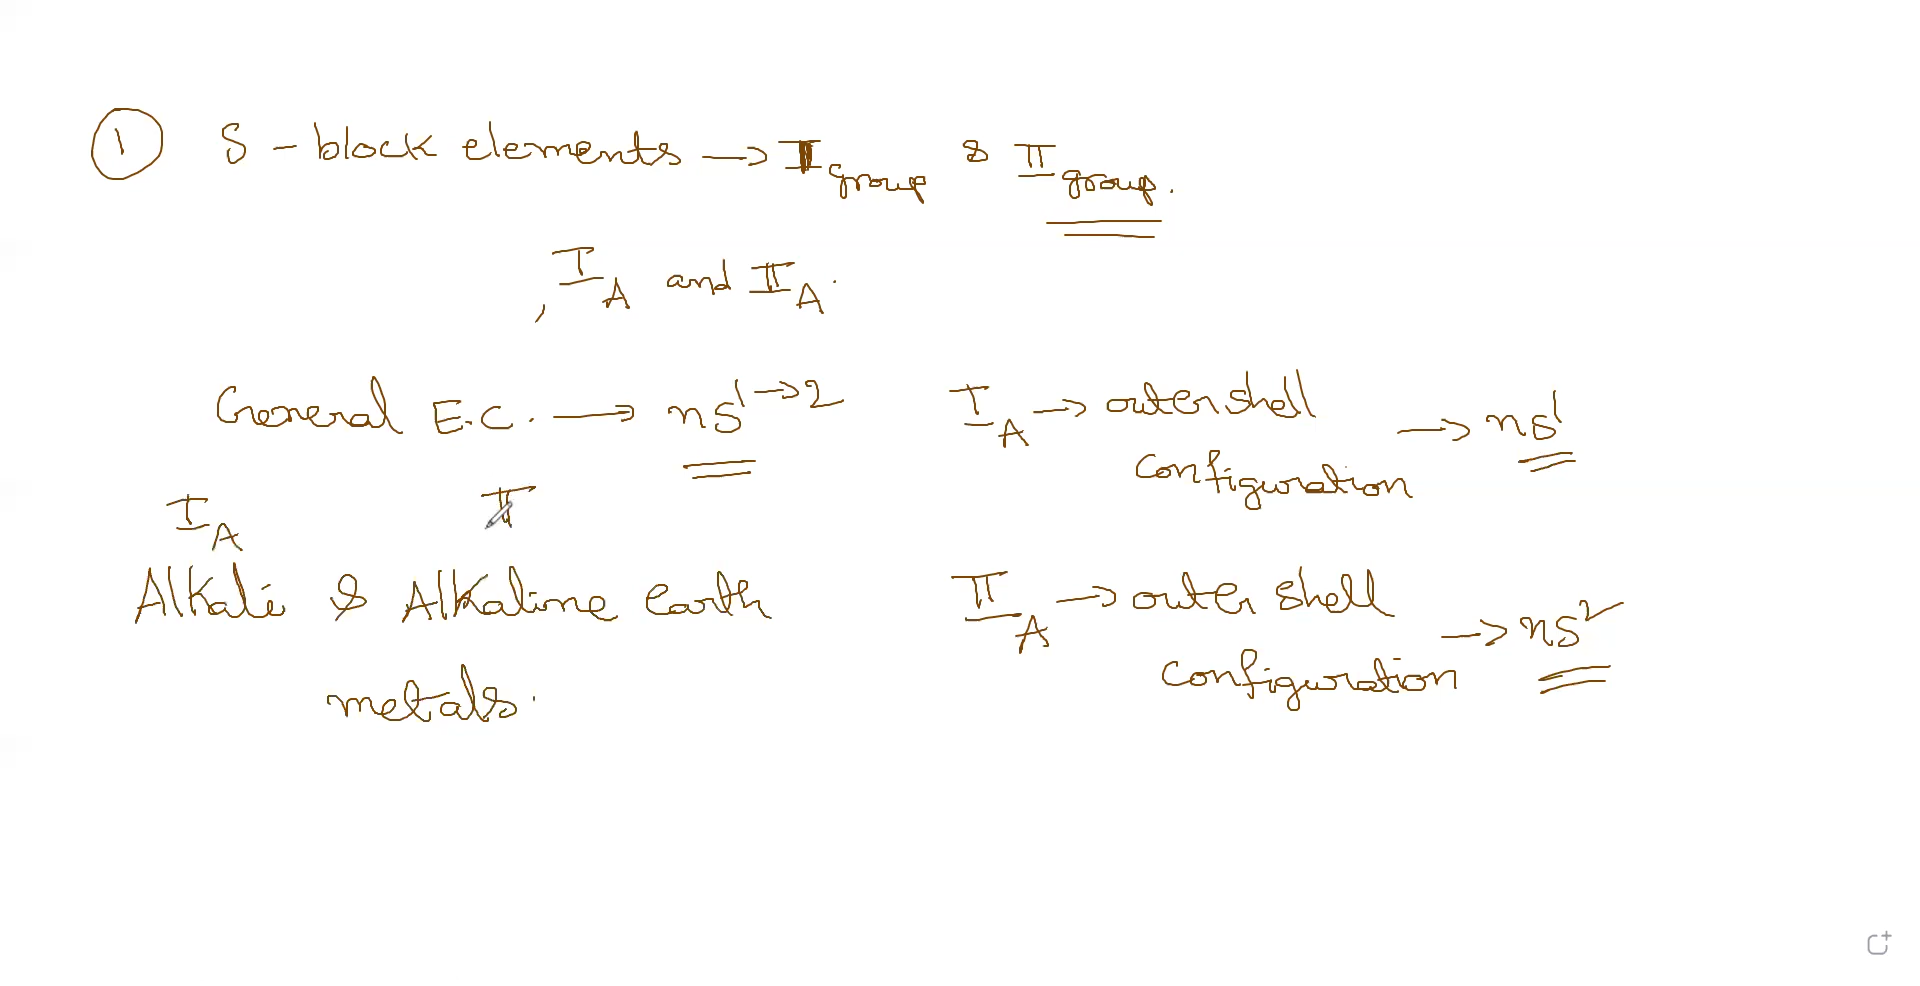 ① S - block elements → I group & II group.
, I A and II A.
General E.C. → ns¹→²
I A → outer shell configuration → ns¹
I A II
Alkali & Alkaline earth metals.
II A → outer shell configuration → ns²